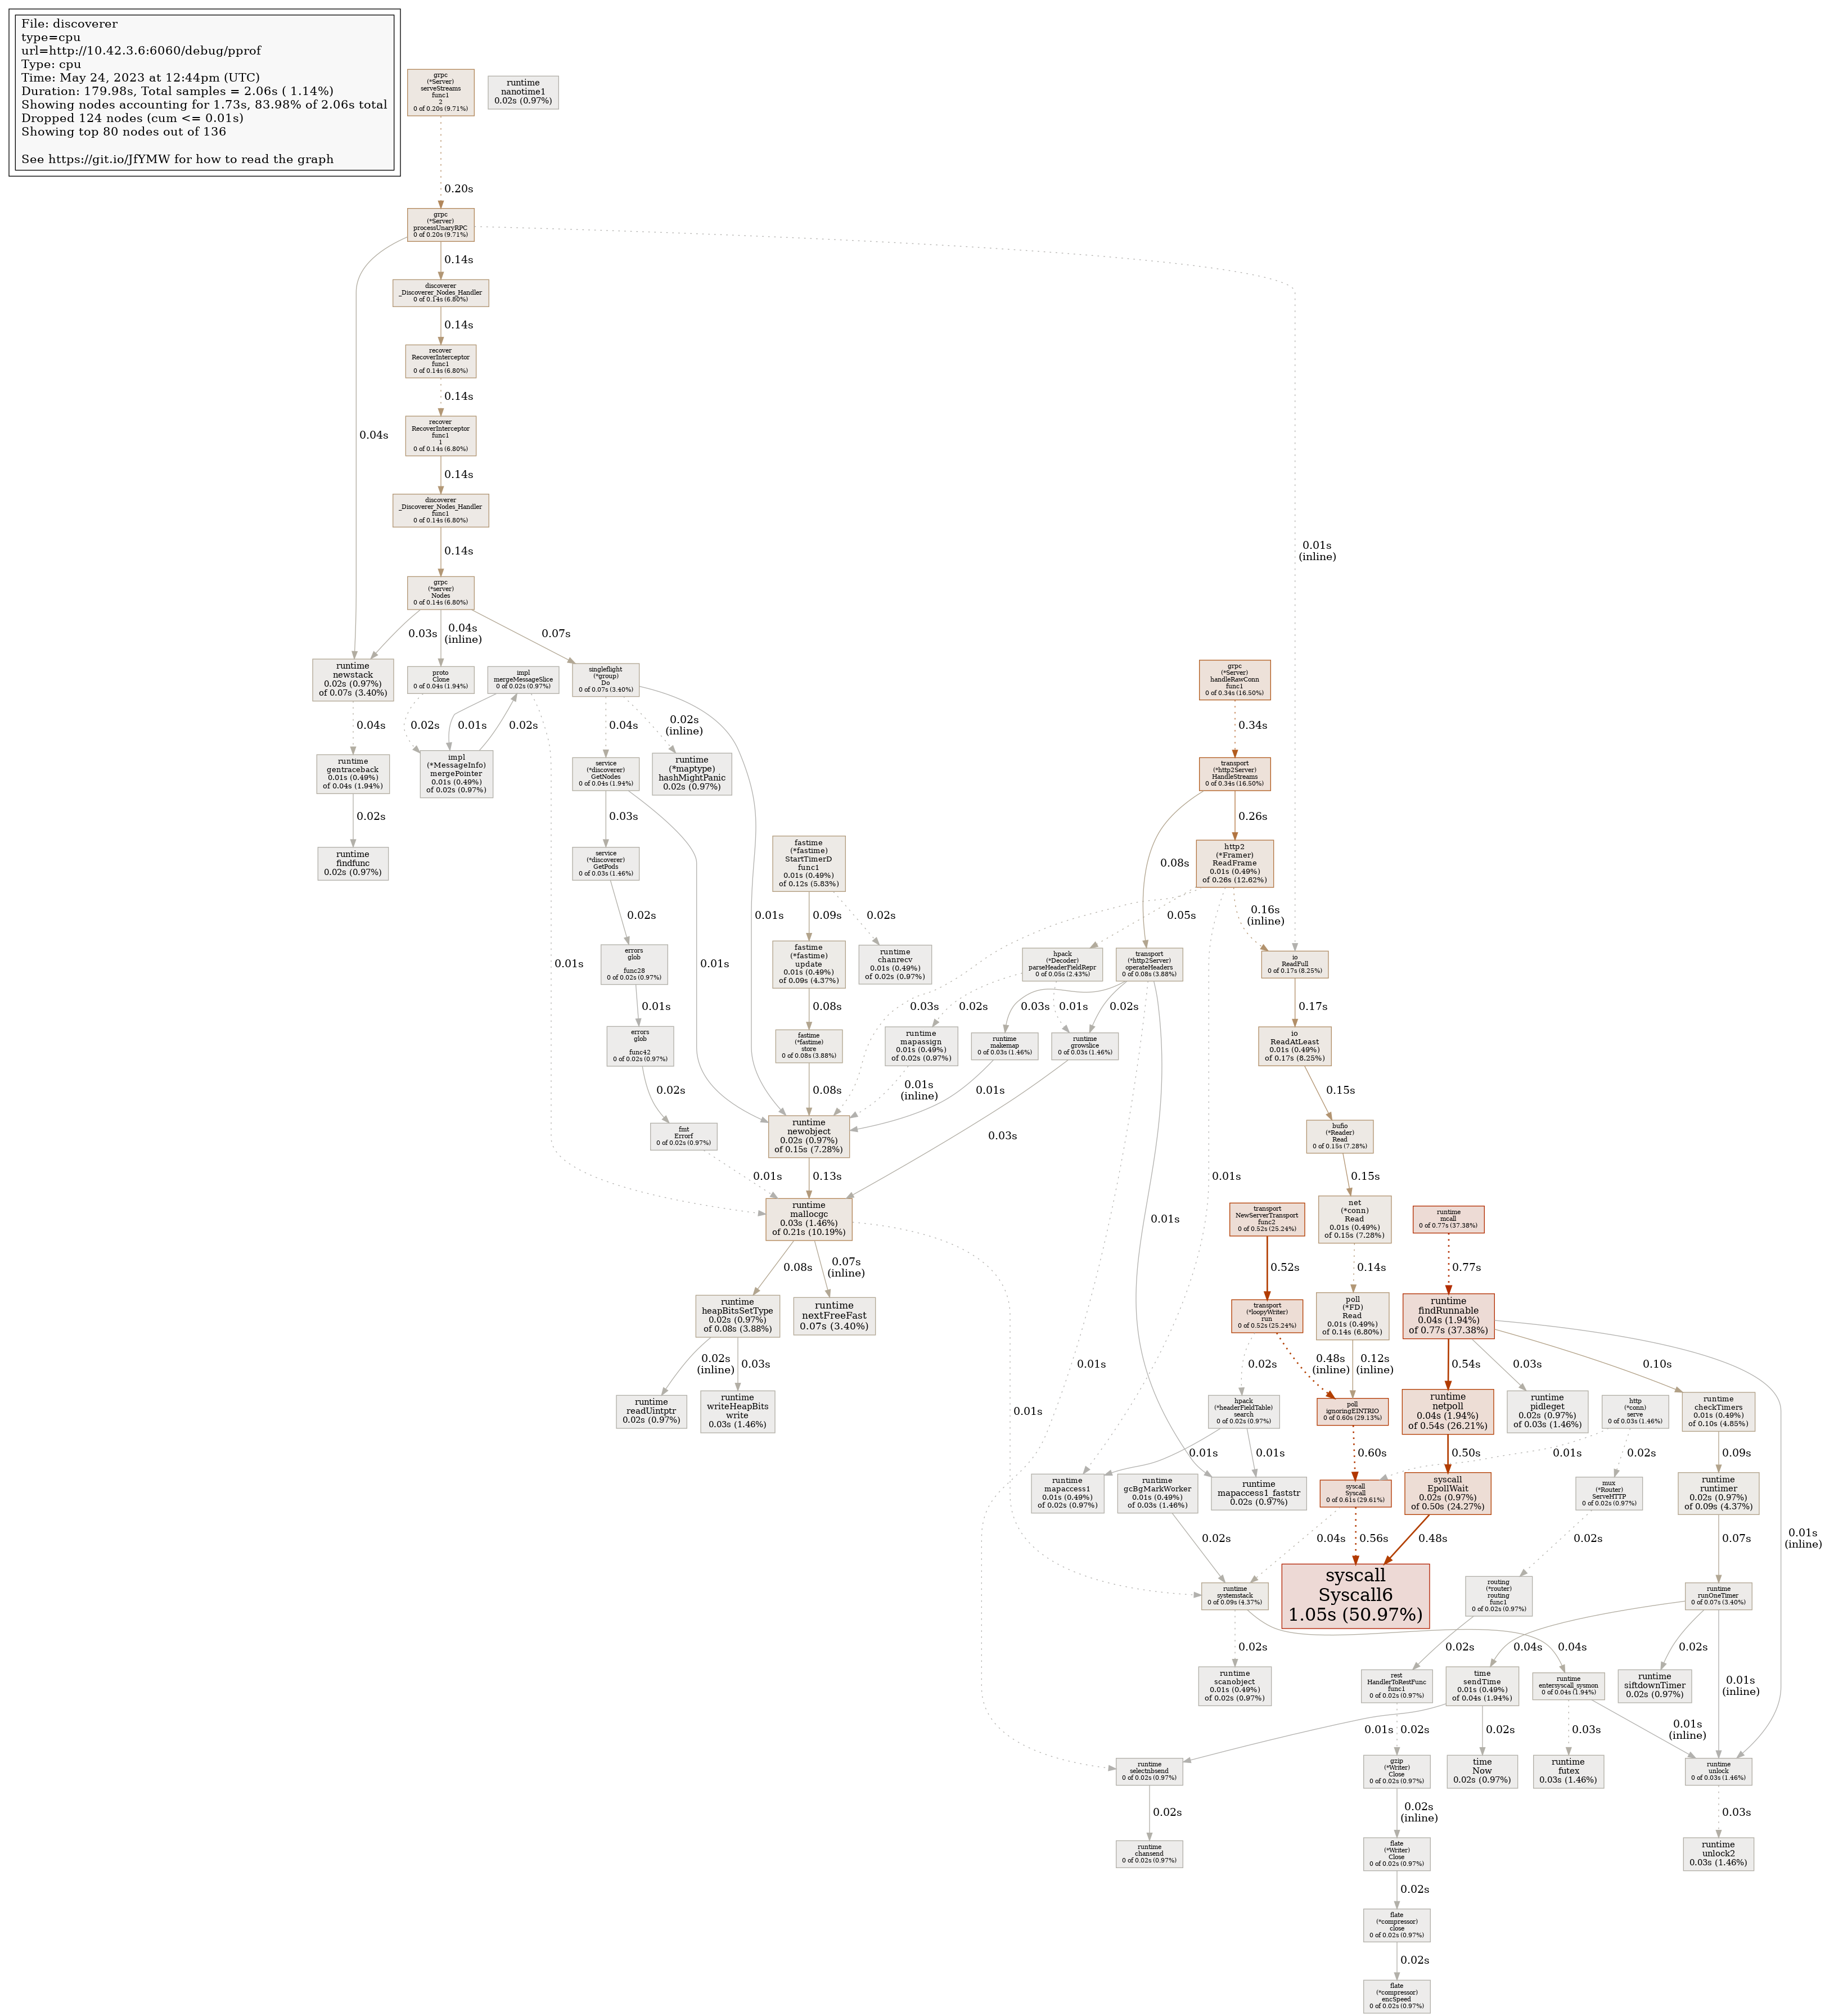 File: discoverer
type=cpu
url=http://10.42.3.6:6060/debug/pprof
Type: cpu
Time: May 24, 2023 at 12:44pm (UTC)
Duration: 179.98s, Total samples = 2.06s ( 1.14%)
Showing nodes accounting for 1.73s, 83.98% of 2.06s total
Dropped 124 nodes (cum <= 0.01s)
Showing top 80 nodes out of 136
See https://git.io/JfYMW for how to read the graph
grpc
(*Server)
serveStreams
func1
2
0 of 0.20s (9.71%)
runtime
nanotime1
0.02s (0.97%)
0.20s
grpc
(*Server)
processUnaryRPC
0 of 0.20s (9.71%)
0.14s
discoverer
_Discoverer_Nodes_Handler
0 of 0.14s (6.80%)
0.14s
recover
RecoverInterceptor
func1
0 of 0.14s (6.80%)
0.14s
recover
RecoverInterceptor
func1
1
0 of 0.14s (6.80%)
0.04s
0.14s
discoverer
_Discoverer_Nodes_Handler
func1
0 of 0.14s (6.80%)
0.14s
0.01s
(inline)
grpc
(*server)
Nodes
0 of 0.14s (6.80%)
0.03s
0.04s
(inline)
0.07s
runtime
newstack
0.02s (0.97%)
of 0.07s (3.40%)
proto
Clone
0 of 0.04s (1.94%)
impl
mergeMessageSlice
0 of 0.02s (0.97%)
singleflight
(*group)
Do
0 of 0.07s (3.40%)
grpc
(*Server)
handleRawConn
func1
0 of 0.34s (16.50%)
0.04s
0.02s
0.01s
0.02s
0.04s
0.02s
(inline)
0.34s
runtime
gentraceback
0.01s (0.49%)
of 0.04s (1.94%)
impl
(*MessageInfo)
mergePointer
0.01s (0.49%)
of 0.02s (0.97%)
service
(*discoverer)
GetNodes
0 of 0.04s (1.94%)
runtime
(*maptype)
hashMightPanic
0.02s (0.97%)
transport
(*http2Server)
HandleStreams
0 of 0.34s (16.50%)
0.02s
0.03s
0.26s
runtime
findfunc
0.02s (0.97%)
service
(*discoverer)
GetPods
0 of 0.03s (1.46%)
fastime
(*fastime)
StartTimerD
func1
0.01s (0.49%)
of 0.12s (5.83%)
0.08s
http2
(*Framer)
ReadFrame
0.01s (0.49%)
of 0.26s (12.62%)
0.02s
0.01s
0.09s
0.02s
0.05s
0.16s
(inline)
errors
glob

func28
0 of 0.02s (0.97%)
0.01s
0.01s
fastime
(*fastime)
update
0.01s (0.49%)
of 0.09s (4.37%)
runtime
chanrecv
0.01s (0.49%)
of 0.02s (0.97%)
hpack
(*Decoder)
parseHeaderFieldRepr
0 of 0.05s (2.43%)
transport
(*http2Server)
operateHeaders
0 of 0.08s (3.88%)
io
ReadFull
0 of 0.17s (8.25%)
0.01s
0.08s
0.03s
0.02s
0.03s
0.01s
0.02s
0.17s
errors
glob

func42
0 of 0.02s (0.97%)
fastime
(*fastime)
store
0 of 0.08s (3.88%)
runtime
mapassign
0.01s (0.49%)
of 0.02s (0.97%)
runtime
makemap
0 of 0.03s (1.46%)
runtime
growslice
0 of 0.03s (1.46%)
io
ReadAtLeast
0.01s (0.49%)
of 0.17s (8.25%)
0.02s
0.08s
0.01s
(inline)
0.01s
0.15s
fmt
Errorf
0 of 0.02s (0.97%)
runtime
newobject
0.02s (0.97%)
of 0.15s (7.28%)
0.03s
bufio
(*Reader)
Read
0 of 0.15s (7.28%)
0.01s
0.13s
0.01s
0.15s
runtime
mallocgc
0.03s (1.46%)
of 0.21s (10.19%)
0.01s
transport
NewServerTransport
func2
0 of 0.52s (25.24%)
net
(*conn)
Read
0.01s (0.49%)
of 0.15s (7.28%)
runtime
mcall
0 of 0.77s (37.38%)
0.08s
0.07s
(inline)
0.52s
0.14s
0.77s
runtime
heapBitsSetType
0.02s (0.97%)
of 0.08s (3.88%)
runtime
nextFreeFast
0.07s (3.40%)
transport
(*loopyWriter)
run
0 of 0.52s (25.24%)
poll
(*FD)
Read
0.01s (0.49%)
of 0.14s (6.80%)
runtime
findRunnable
0.04s (1.94%)
of 0.77s (37.38%)
0.02s
(inline)
0.03s
0.01s
0.02s
0.48s
(inline)
0.12s
(inline)
0.54s
0.03s
0.10s
runtime
readUintptr
0.02s (0.97%)
runtime
writeHeapBits
write
0.03s (1.46%)
0.01s
hpack
(*headerFieldTable)
search
0 of 0.02s (0.97%)
poll
ignoringEINTRIO
0 of 0.60s (29.13%)
runtime
netpoll
0.04s (1.94%)
of 0.54s (26.21%)
runtime
pidleget
0.02s (0.97%)
of 0.03s (1.46%)
http
(*conn)
serve
0 of 0.03s (1.46%)
runtime
checkTimers
0.01s (0.49%)
of 0.10s (4.85%)
0.01s
0.01s
0.60s
0.50s
0.01s
0.02s
0.09s
runtime
mapaccess1
0.01s (0.49%)
of 0.02s (0.97%)
runtime
gcBgMarkWorker
0.01s (0.49%)
of 0.03s (1.46%)
runtime
mapaccess1_faststr
0.02s (0.97%)
syscall
Syscall
0 of 0.61s (29.61%)
syscall
EpollWait
0.02s (0.97%)
of 0.50s (24.27%)
mux
(*Router)
ServeHTTP
0 of 0.02s (0.97%)
runtime
runtimer
0.02s (0.97%)
of 0.09s (4.37%)
0.02s
0.04s
0.56s
0.48s
0.02s
0.07s
0.01s
(inline)
runtime
systemstack
0 of 0.09s (4.37%)
syscall
Syscall6
1.05s (50.97%)
routing
(*router)
routing
func1
0 of 0.02s (0.97%)
runtime
runOneTimer
0 of 0.07s (3.40%)
0.02s
0.02s
0.04s
0.04s
0.02s
runtime
scanobject
0.01s (0.49%)
of 0.02s (0.97%)
rest
HandlerToRestFunc
func1
0 of 0.02s (0.97%)
time
sendTime
0.01s (0.49%)
of 0.04s (1.94%)
runtime
entersyscall_sysmon
0 of 0.04s (1.94%)
runtime
siftdownTimer
0.02s (0.97%)
0.01s
(inline)
0.01s
0.02s
0.02s
0.03s
0.01s
(inline)
runtime
selectnbsend
0 of 0.02s (0.97%)
gzip
(*Writer)
Close
0 of 0.02s (0.97%)
time
Now
0.02s (0.97%)
runtime
futex
0.03s (1.46%)
runtime
unlock
0 of 0.03s (1.46%)
0.02s
0.02s
(inline)
0.03s
runtime
chansend
0 of 0.02s (0.97%)
flate
(*Writer)
Close
0 of 0.02s (0.97%)
runtime
unlock2
0.03s (1.46%)
0.02s
flate
(*compressor)
close
0 of 0.02s (0.97%)
0.02s
flate
(*compressor)
encSpeed
0 of 0.02s (0.97%)